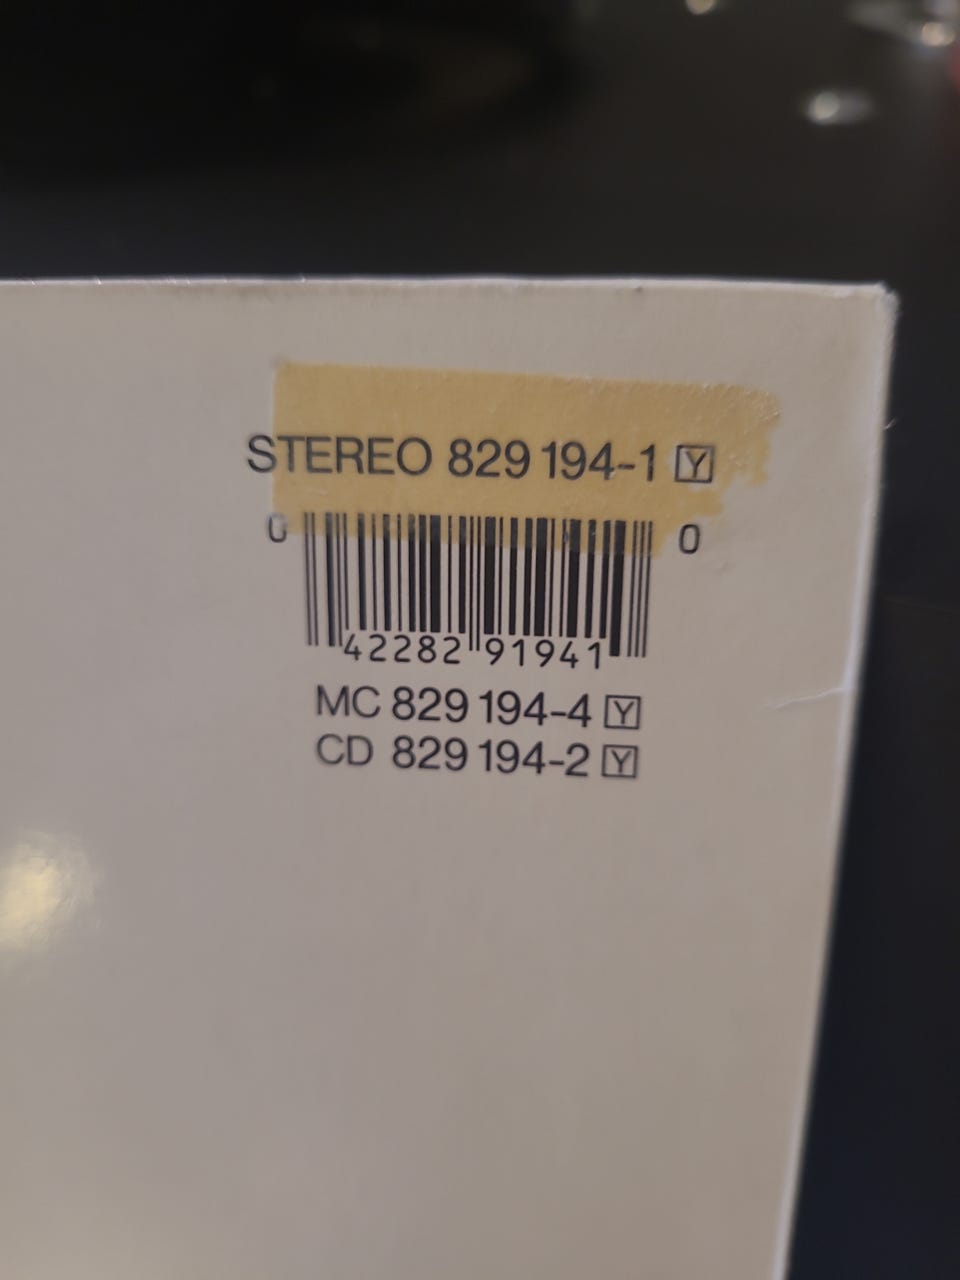 STEREO 829 194-1 Y
0 42282 91941 0
MC 829 194-4 Y
CD 829 194-2 Y